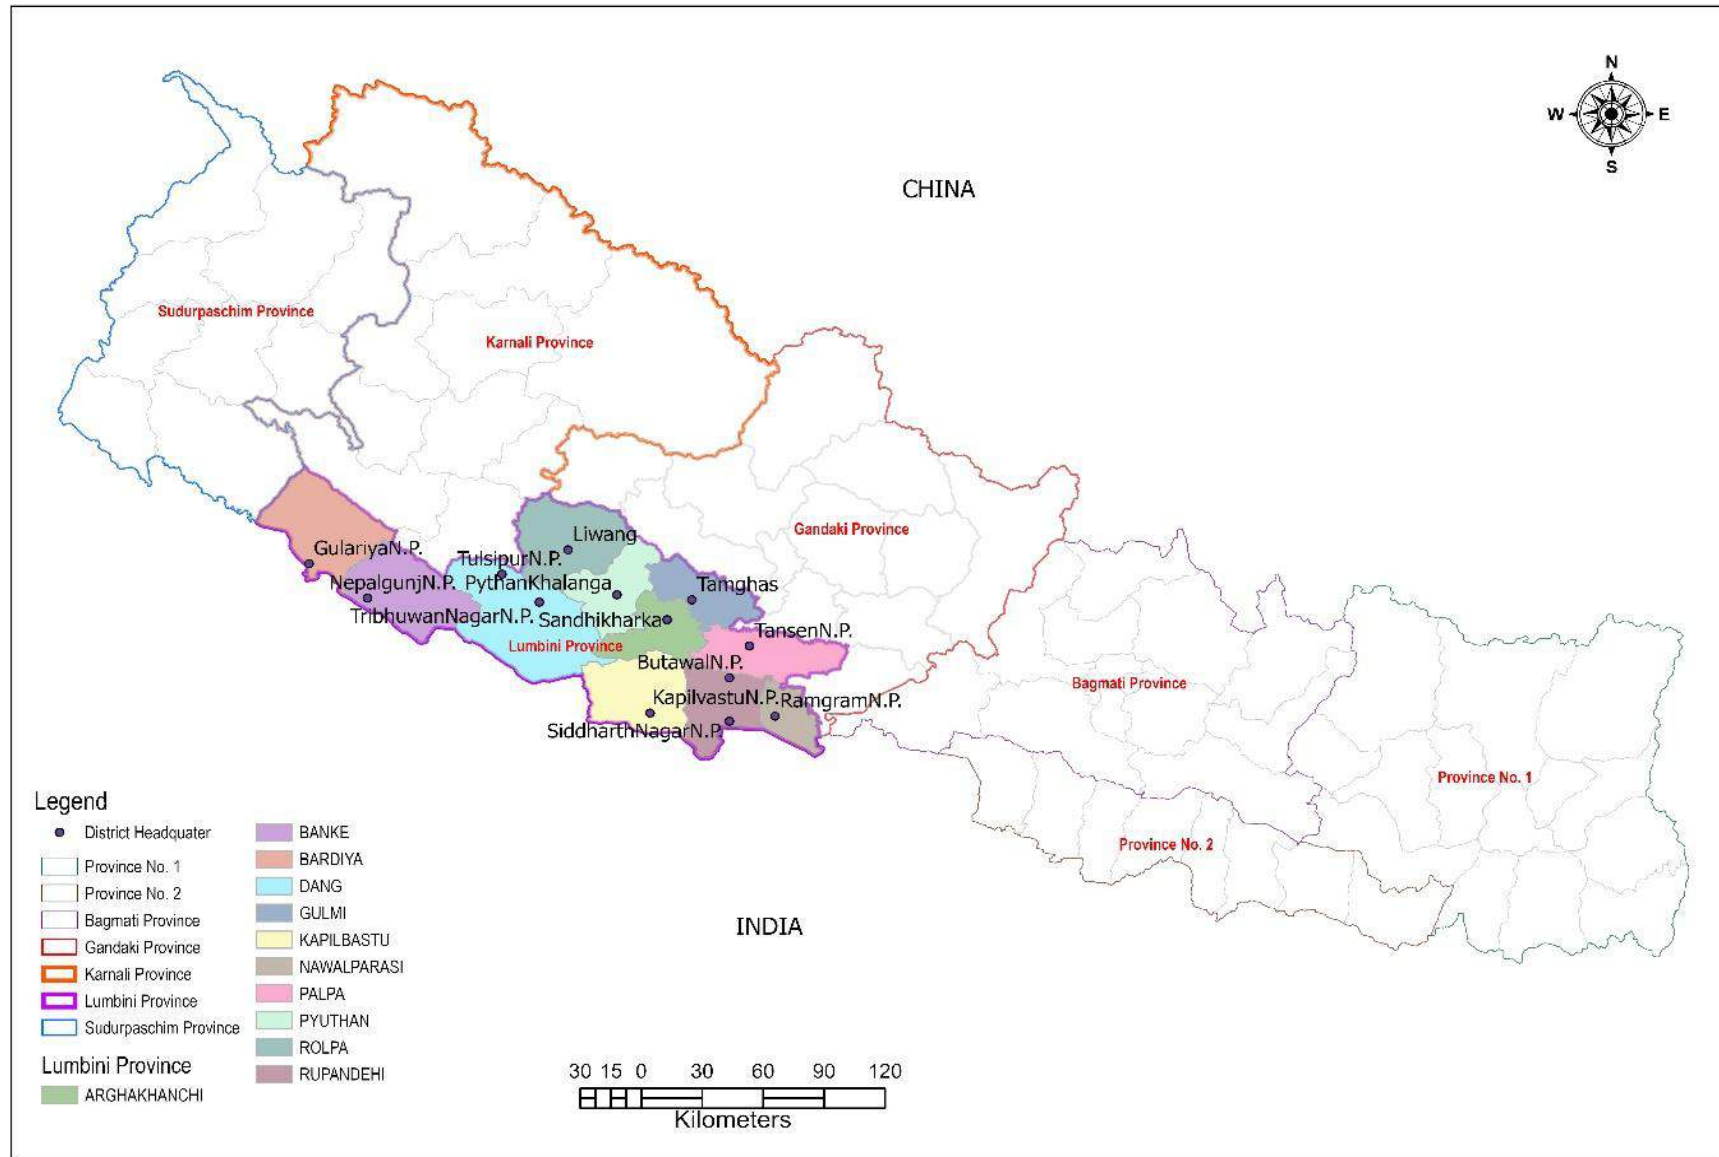 N
W E
S
CHINA
Sudurpaschim Province
Karnali Province
Gandaki Province
Liwang
GulariyaN.P.
TulsipurN.P.
NepalgunjN.P.
PythanKhalanga
Tamghas
TribhuwanNagarN.P.
Sandhikharka
TansenN.P.
Lumbini Province
ButawalN.P.
KapilvastuN.P.
RamgramN.P.
SiddharthNagarN.P.
Bagmati Province
Province No. 1
Province No. 2
INDIA
Legend
District Headquater
Province No. 1
Province No. 2
Bagmati Province
Gandaki Province
Karnali Province
Lumbini Province
Sudurpaschim Province
Lumbini Province
ARGHAKHANCHI
BANKE
BARDIYA
DANG
GULMI
KAPILBASTU
NAWALPARASI
PALPA
PYUTHAN
ROLPA
RUPANDEHI
30 15 0 30 60 90 120
Kilometers